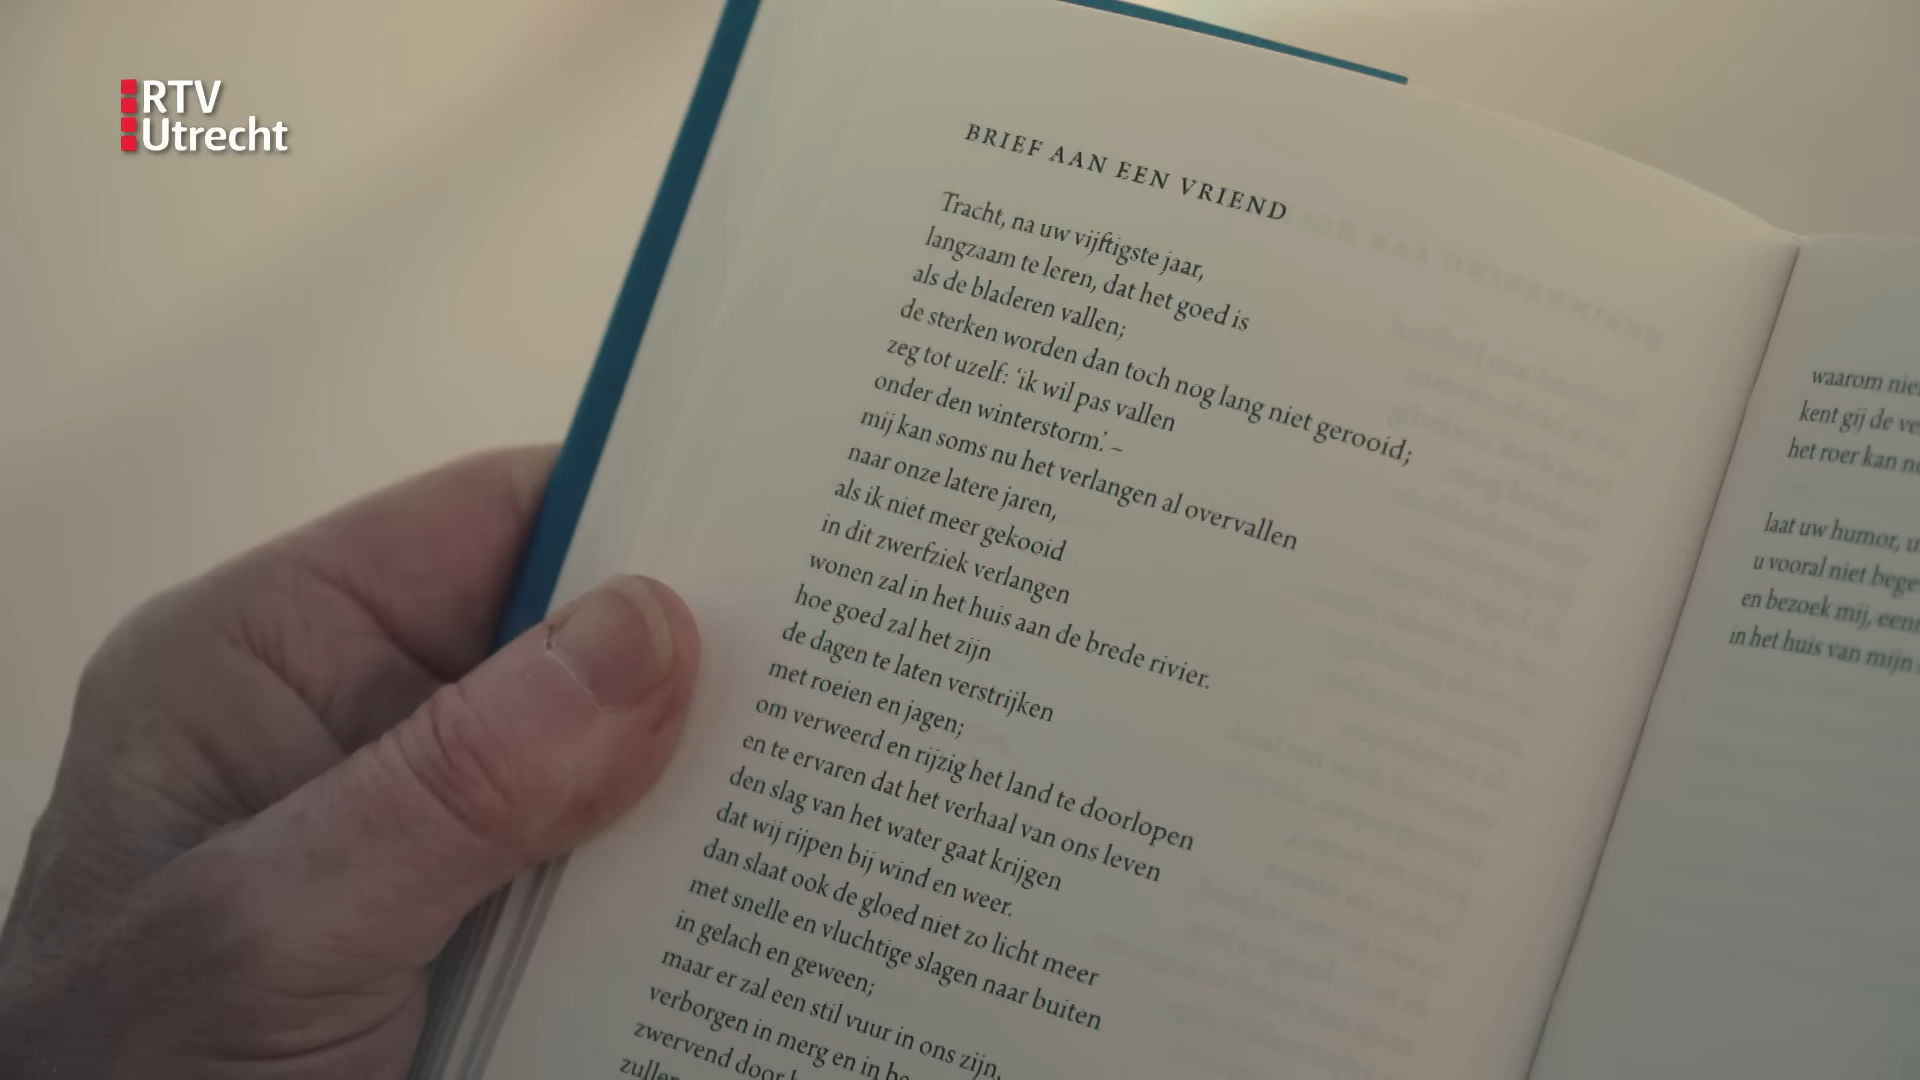 RTV
Utrecht
BRIEF AAN EEN VRIEND
Tracht, na uw vijftigste jaar,
langzaam te leren, dat het goed is
als de bladeren vallen;
de sterken worden dan toch nog lang niet gerooid;
zeg tot uzelf: ‘ik wil pas vallen
onder den winterstorm.’ –
mij kan soms nu het verlangen al overvallen
naar onze latere jaren,
als ik niet meer gekooid
in dit zwerfziek verlangen
wonen zal in het huis aan de brede rivier.
hoe goed zal het zijn
de dagen te laten verstrijken
met roeien en jagen;
om verweerd en rijzig het land te doorlopen
en te ervaren dat het verhaal van ons leven
den slag van het water gaat krijgen
dat wij rijpen bij wind en weer.
dan slaat ook de gloed niet zo licht meer
met snelle en vluchtige slagen naar buiten
in gelach en geween;
maar er zal een stil vuur in ons zijn,
verborgen in merg en in
zwervend door
waarom
kent gij de
het roer kan
laat uw humor,
u vooral niet
en bezoek mij,
in het huis van mijn